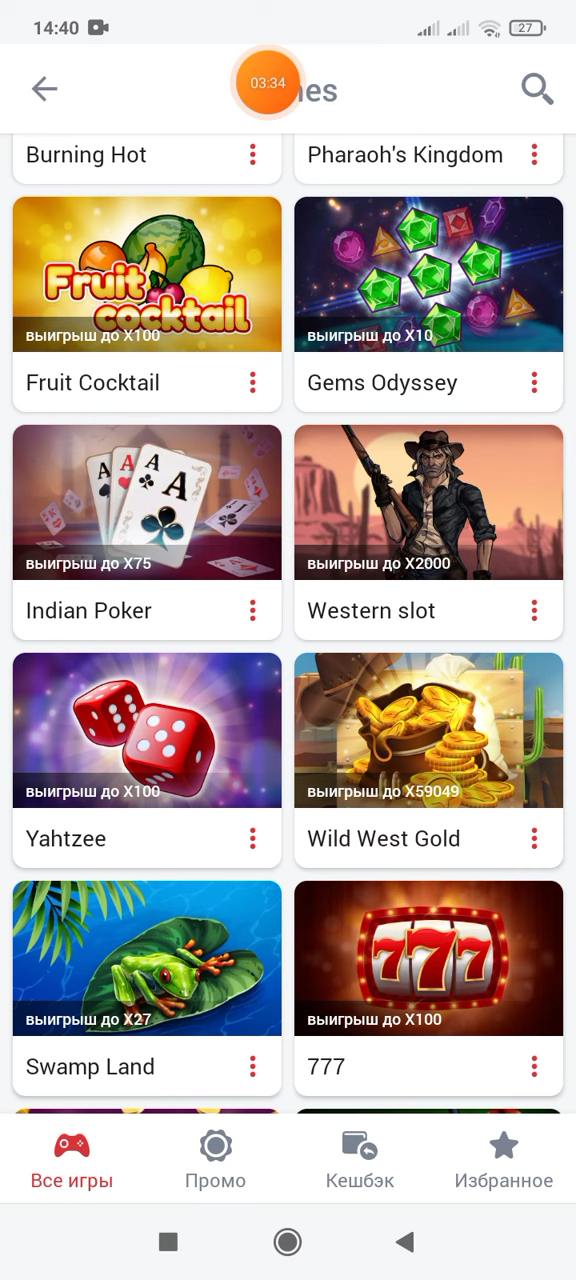 14:40
27
03:34
Burning Hot
Pharaoh's Kingdom
Fruit cocktail
выигрыш до X100
выигрыш до X10
Fruit Cocktail
Gems Odyssey
A A A A
выигрыш до X75
выигрыш до X2000
Indian Poker
Western slot
выигрыш до X100
выигрыш до X59049
Yahtzee
Wild West Gold
777
выигрыш до X27
выигрыш до X100
Swamp Land
777
Все игры
Промо
Кешбэк
Избранное